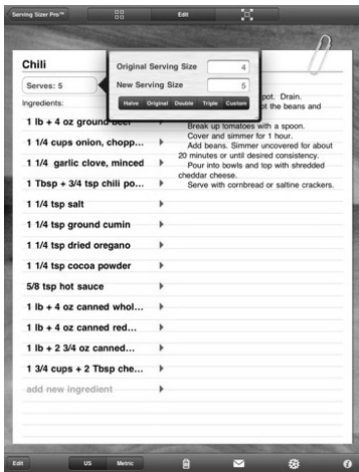 Serving Sizer Pro™
Edit
Chili
Serves: 5
Ingredients:
Original Serving Size 4
New Serving Size 5
Halve Original Double Triple Custom
1 lb + 4 oz ground beef
1 1/4 cups onion, chopp...
1 1/4 garlic clove, minced
1 Tbsp + 3/4 tsp chili po...
1 1/4 tsp salt
1 1/4 tsp ground cumin
1 1/4 tsp dried oregano
1 1/4 tsp cocoa powder
5/8 tsp hot sauce
1 lb + 4 oz canned whol...
1 lb + 4 oz canned red...
1 lb + 2 3/4 oz canned...
1 3/4 cups + 2 Tbsp che...
add new ingredient
pot. Drain.
pt the beans and
Break up tomatoes with a spoon.
Cover and simmer for 1 hour.
Add beans. Simmer uncovered for about
20 minutes or until desired consistency.
Pour into bowls and top with shredded
cheddar cheese.
Serve with cornbread or saltine crackers.
Edit
US Metric